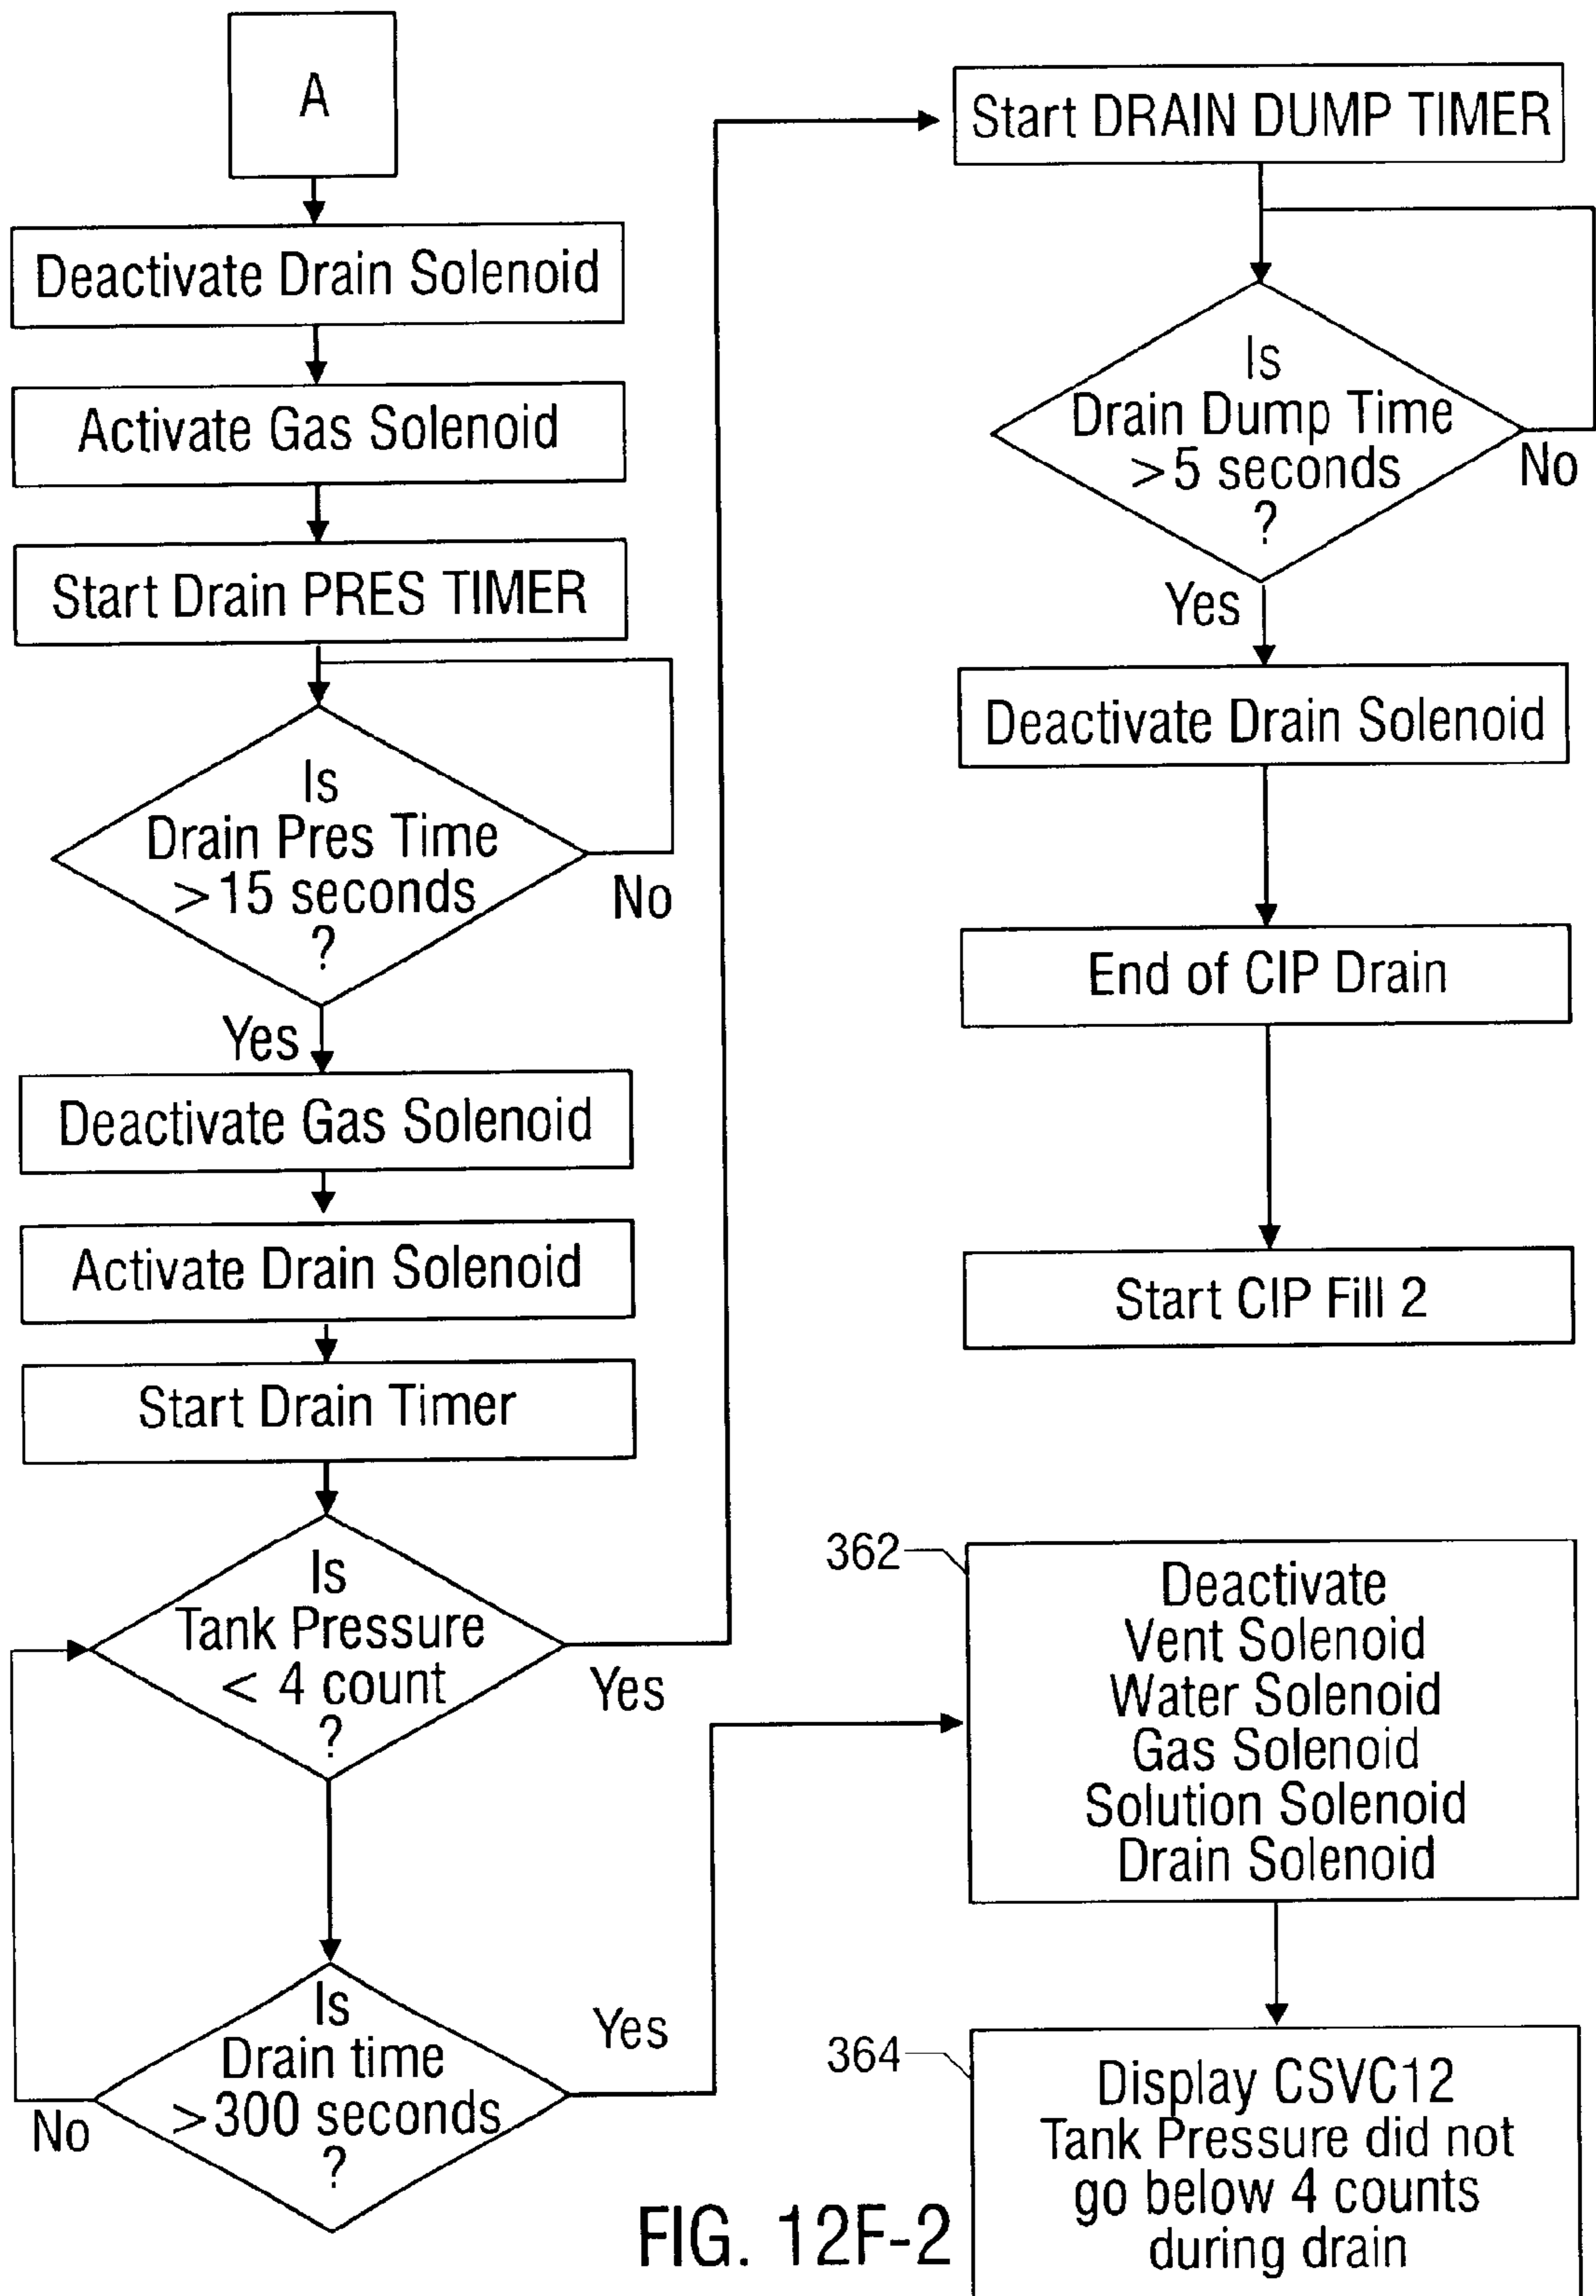 A
Deactivate Drain Solenoid
Activate Gas Solenoid
Start Drain PRES TIMER
Is
Drain Pres Time
>15 seconds
?
No
Yes
Deactivate Gas Solenoid
Activate Drain Solenoid
Start Drain Timer
Is
Tank Pressure
< 4 count
?
Yes
Is
Drain time
>300 seconds
?
Yes
No
Start DRAIN DUMP TIMER
Is
Drain Dump Time
>5 seconds
?
No
Yes
Deactivate Drain Solenoid
End of CIP Drain
Start CIP Fill 2
362
Deactivate
Vent Solenoid
Water Solenoid
Gas Solenoid
Solution Solenoid
Drain Solenoid
364
Display CSVC12
Tank Pressure did not
go below 4 counts
during drain
FIG. 12F-2